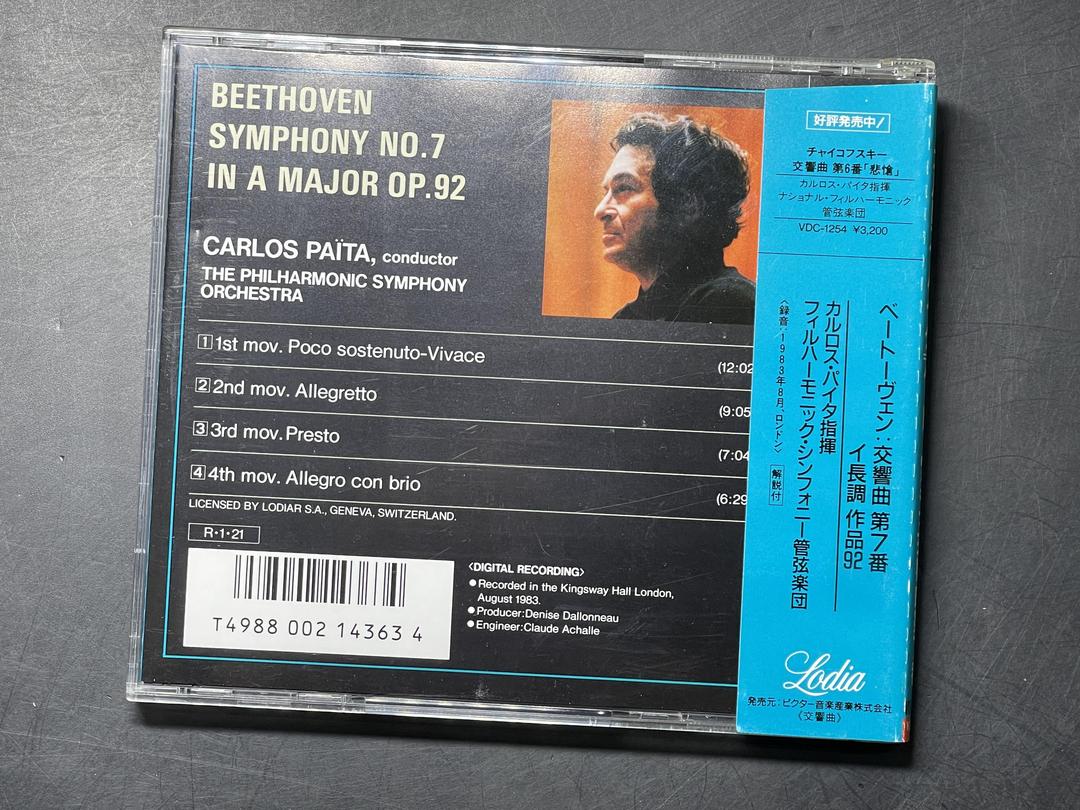 BEETHOVEN
SYMPHONY NO.7
IN A MAJOR OP.92
CARLOS PAÏTA, conductor
THE PHILHARMONIC SYMPHONY
ORCHESTRA
1 1st mov. Poco sostenuto-Vivace (12:02
2 2nd mov. Allegretto (9:05
3 3rd mov. Presto (7:04
4 4th mov. Allegro con brio (6:29
LICENSED BY LODIAR S.A., GENEVA, SWITZERLAND.
R・1・21
T4988 002 14363 4
〈DIGITAL RECORDING〉
●Recorded in the Kingsway Hall London,
August 1983.
●Producer:Denise Dallonneau
●Engineer:Claude Achalle
好評発売中!
チャイコフスキー
交響曲 第6番「悲愴」
カルロス・パイタ指揮
ナショナル・フィルハーモニック
管弦楽団
VDC-1254 ¥3,200
ベートーヴェン:交響曲 第7番
イ長調 作品92
カルロス・パイタ指揮
フィルハーモニック・シンフォニー管弦楽団
〈録音:1983年8月、ロンドン〉 解説付
Lodia
発売元:ビクター音楽産業株式会社
(交響曲)